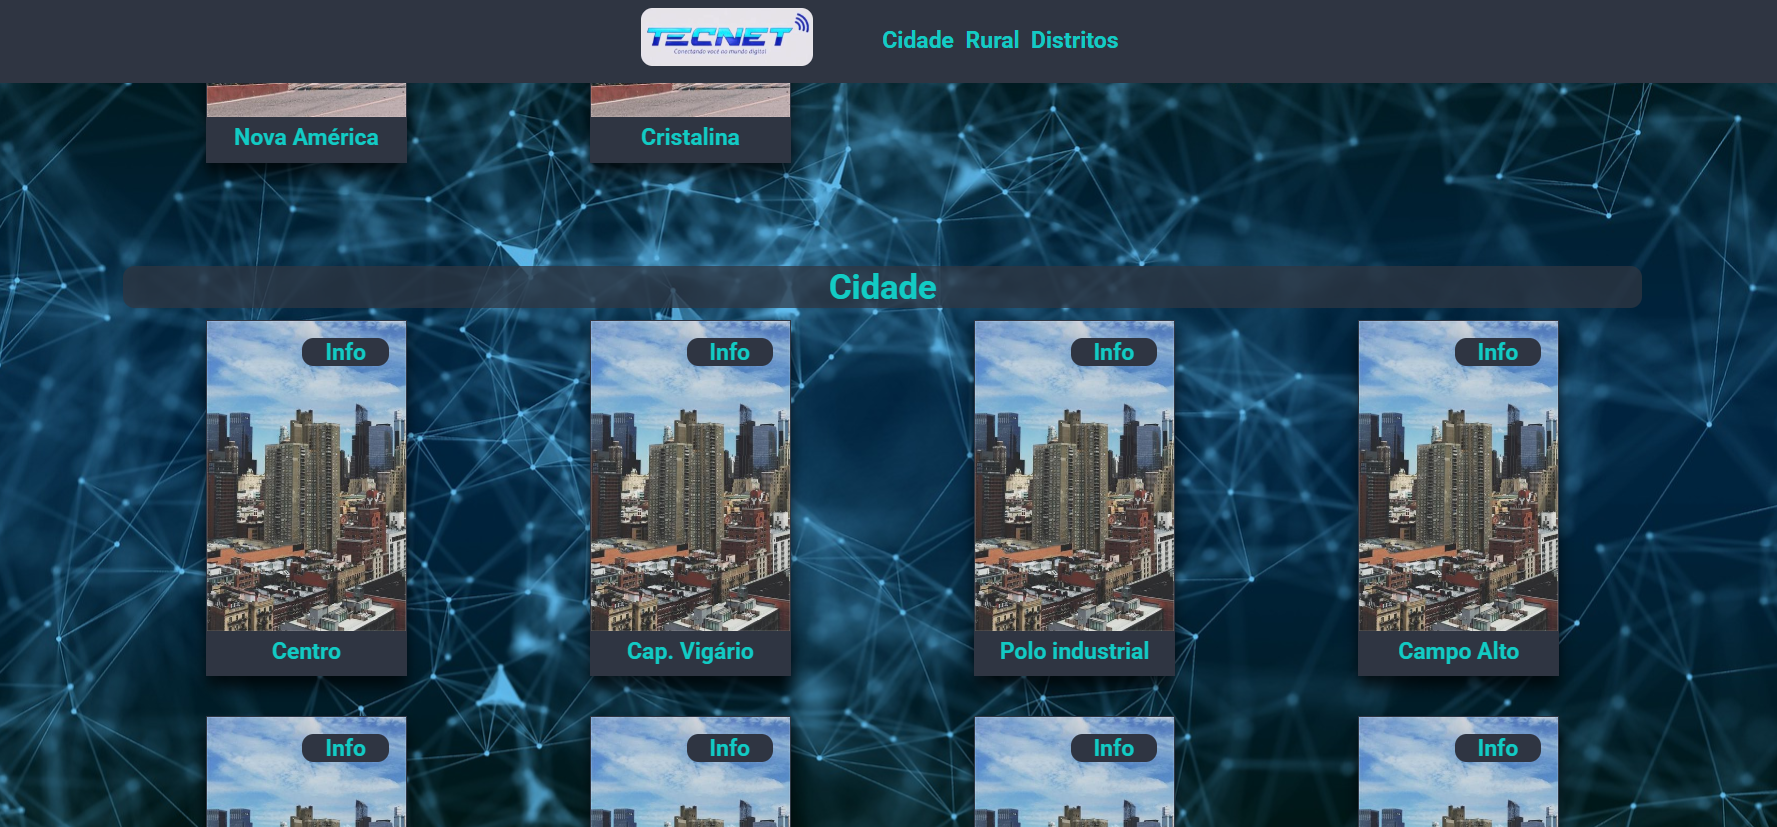 TECNET
Conectando você ao mundo digital
Cidade Rural Distritos
Nova América
Cristalina
Cidade
Info
Info
Info
Info
Centro
Cap. Vigário
Polo industrial
Campo Alto
Info
Info
Info
Info